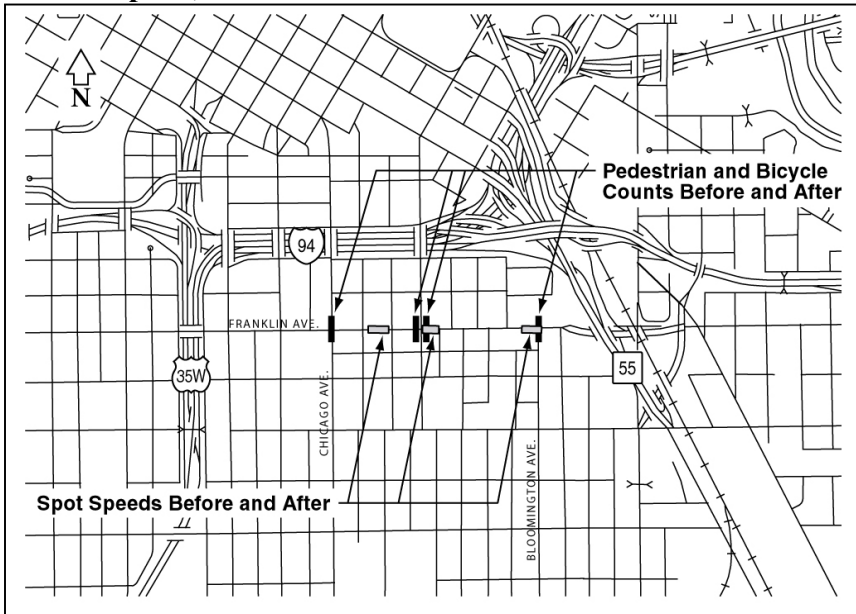 N
Pedestrian and Bicycle
Counts Before and After
94
FRANKLIN AVE.
35W
55
CHICAGO AVE.
BLOOMINGTON AVE.
Spot Speeds Before and After